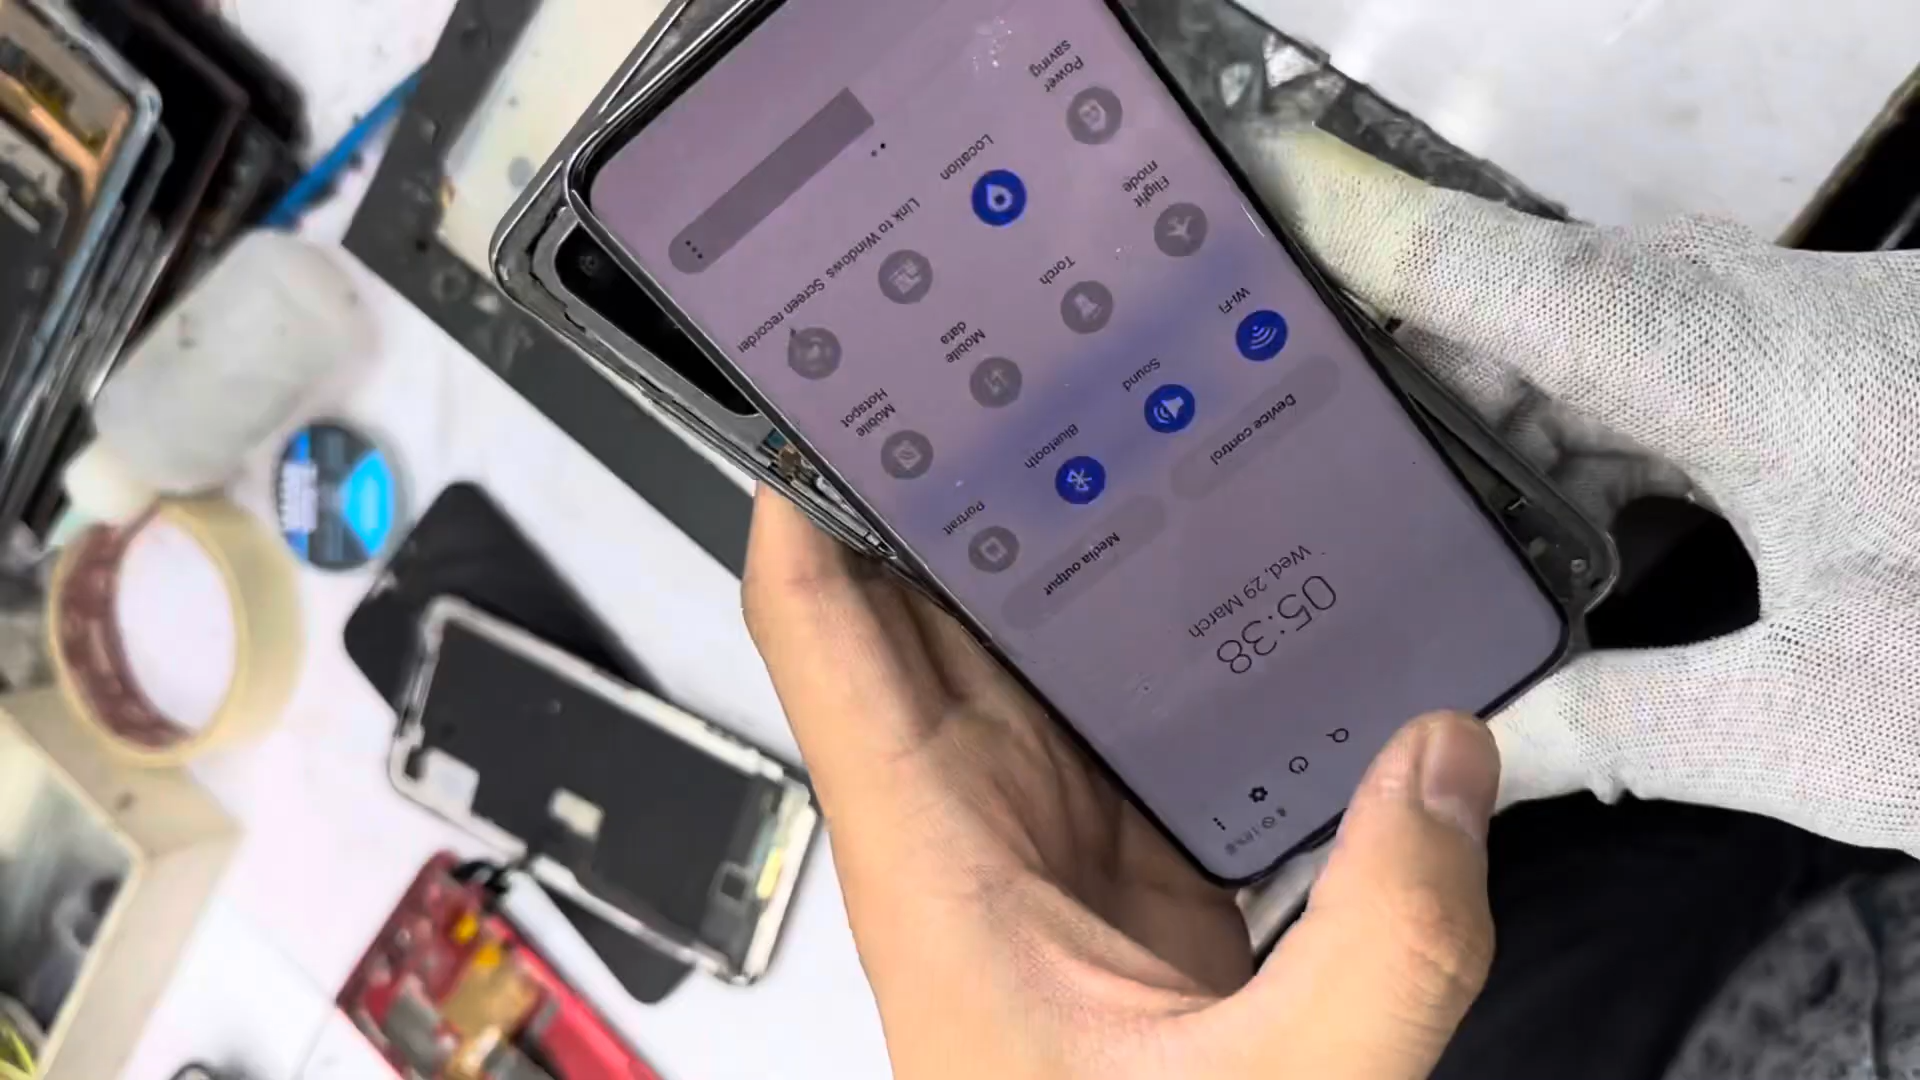 05:38
Wed, 29 March
Device control
Media output
Wi-Fi
Sound
Bluetooth
Portrait
Flight
mode
Torch
Mobile
data
Mobile
Hotspot
Power
saving
Location
Link to Windows
Screen recorder